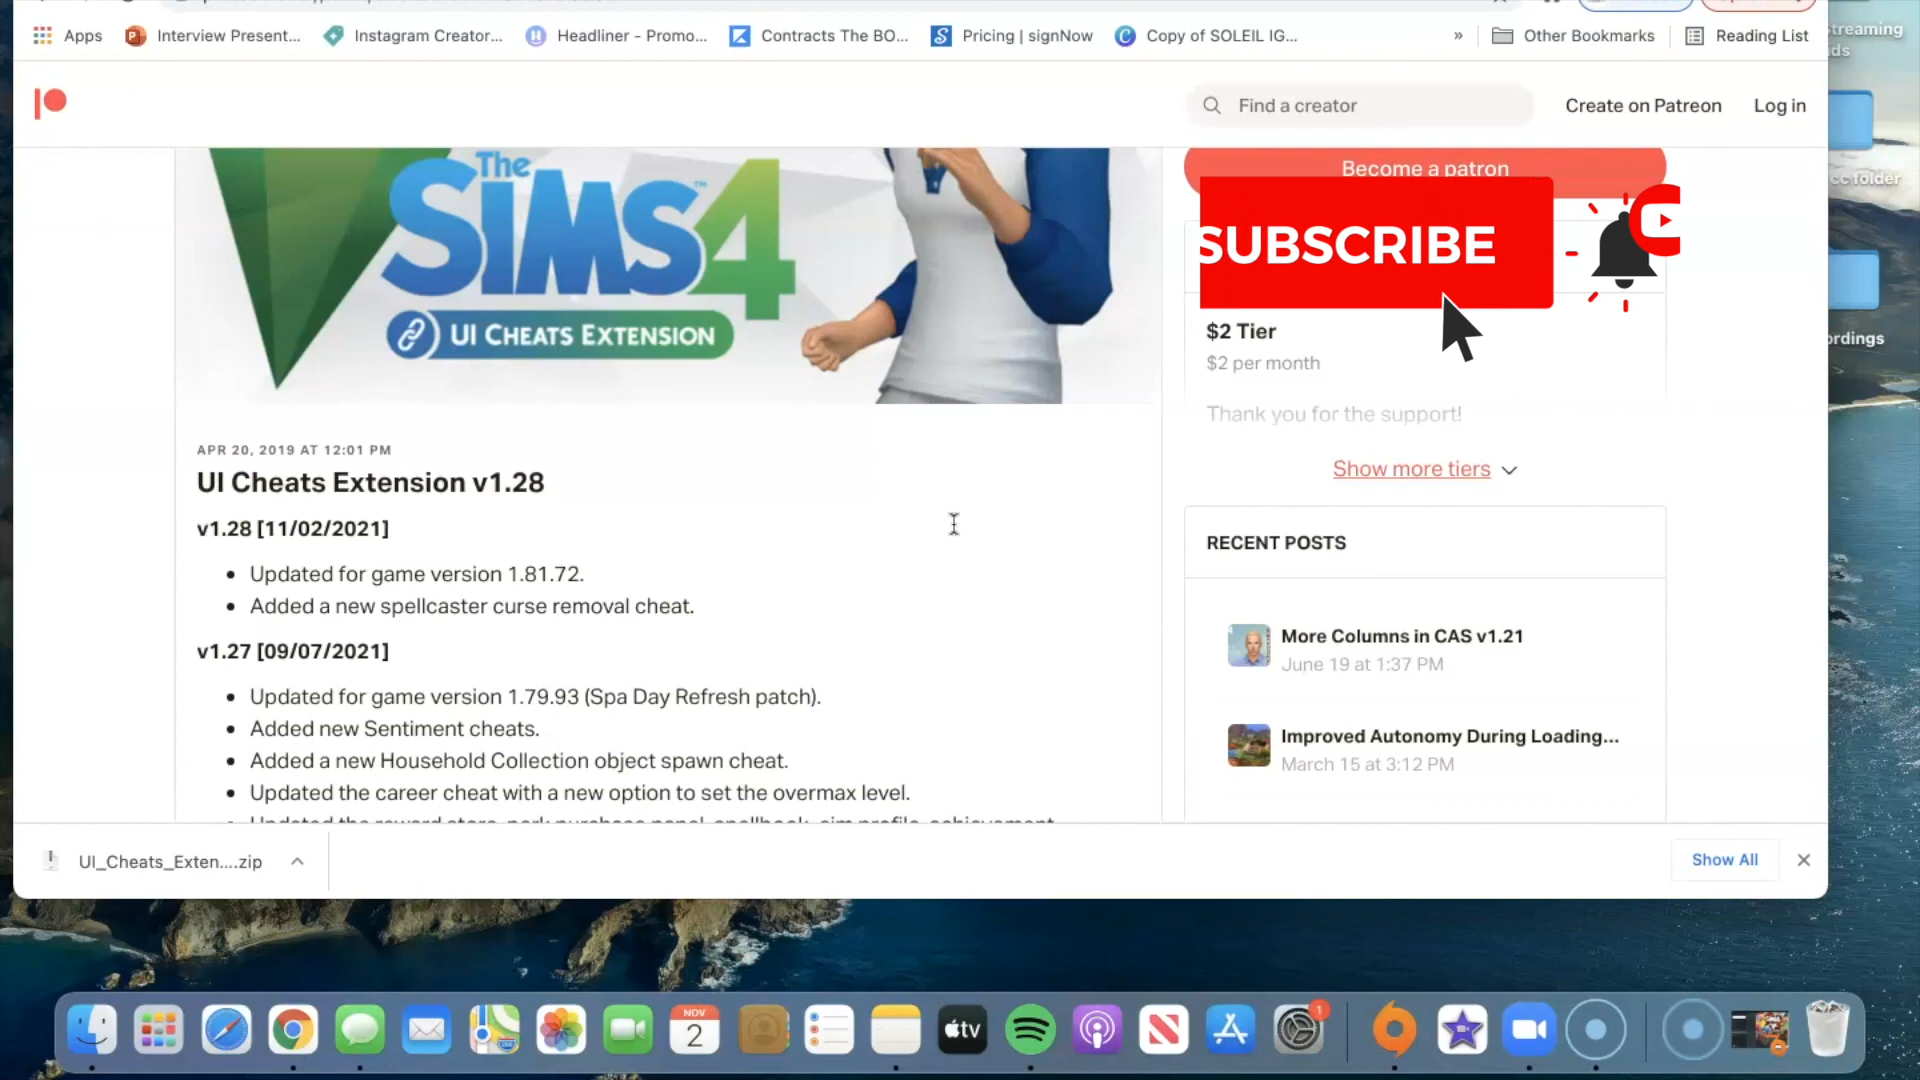 Apps Interview Present... Instagram Creator... Headliner - Promo... Contracts The BO... Pricing | signNow Copy of SOLEIL IG... » Other Bookmarks Reading List
Find a creator Create on Patreon Log in
The
SIMS 4
UI CHEATS EXTENSION
APR 20, 2019 AT 12:01 PM
UI Cheats Extension v1.28
v1.28 [11/02/2021]
• Updated for game version 1.81.72.
• Added a new spellcaster curse removal cheat.
v1.27 [09/07/2021]
• Updated for game version 1.79.93 (Spa Day Refresh patch).
• Added new Sentiment cheats.
• Added a new Household Collection object spawn cheat.
• Updated the career cheat with a new option to set the overmax level.
Become a patron
SUBSCRIBE
$2 Tier
$2 per month
Thank you for the support!
Show more tiers
RECENT POSTS
More Columns in CAS v1.21
June 19 at 1:37 PM
Improved Autonomy During Loading...
March 15 at 3:12 PM
UI_Cheats_Exten....zip
Show All
cc folder
NOV
2
tv
1